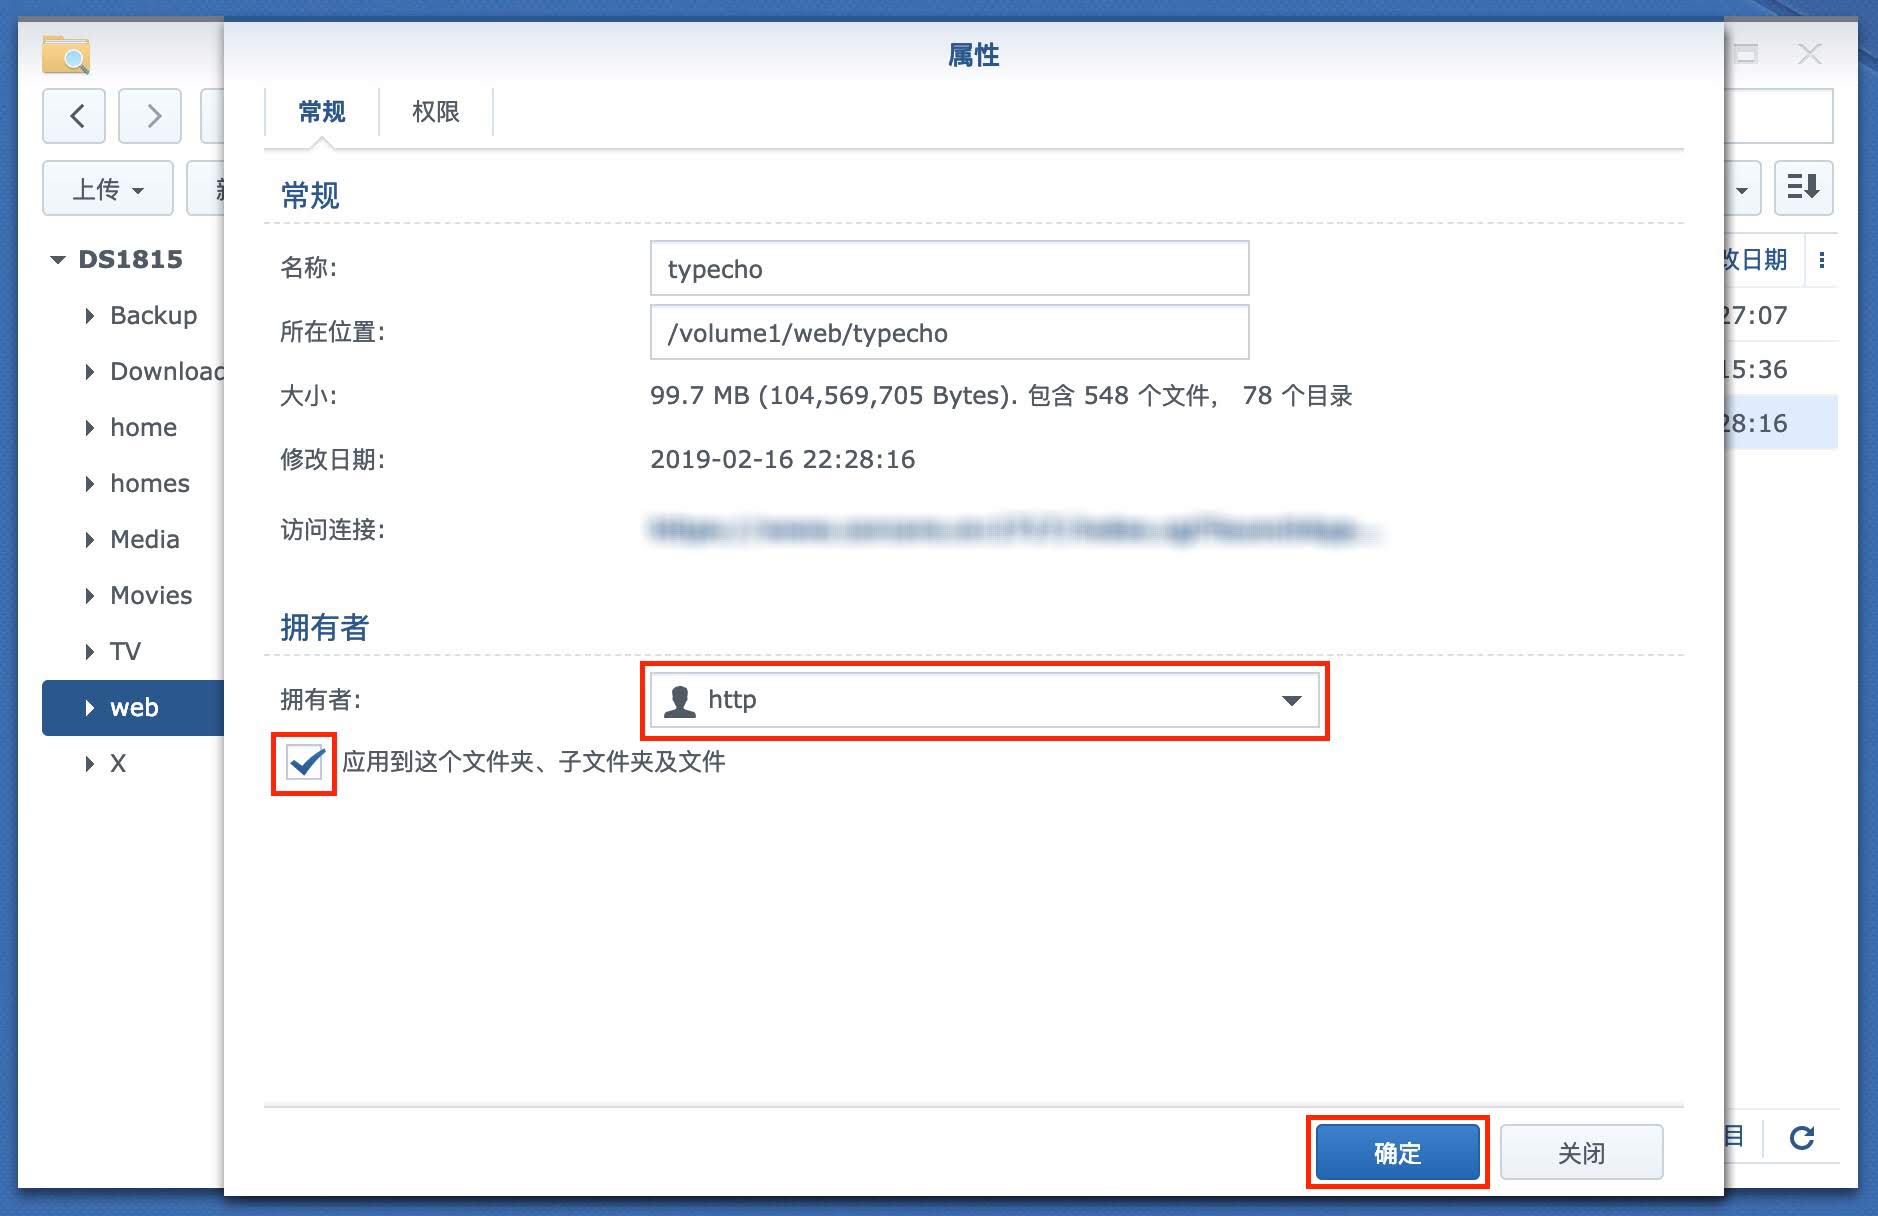 属性
常规
权限
上传
常规
DS1815
名称:
typecho
改日期
Backup
所在位置:
/volume1/web/typecho
27:07
Download
大小:
99.7 MB (104,569,705 Bytes). 包含 548 个文件, 78 个目录
15:36
home
28:16
修改日期:
2019-02-16 22:28:16
homes
访问连接:
Media
Movies
拥有者
TV
拥有者:
http
web
应用到这个文件夹、子文件夹及文件
X
确定
关闭
目